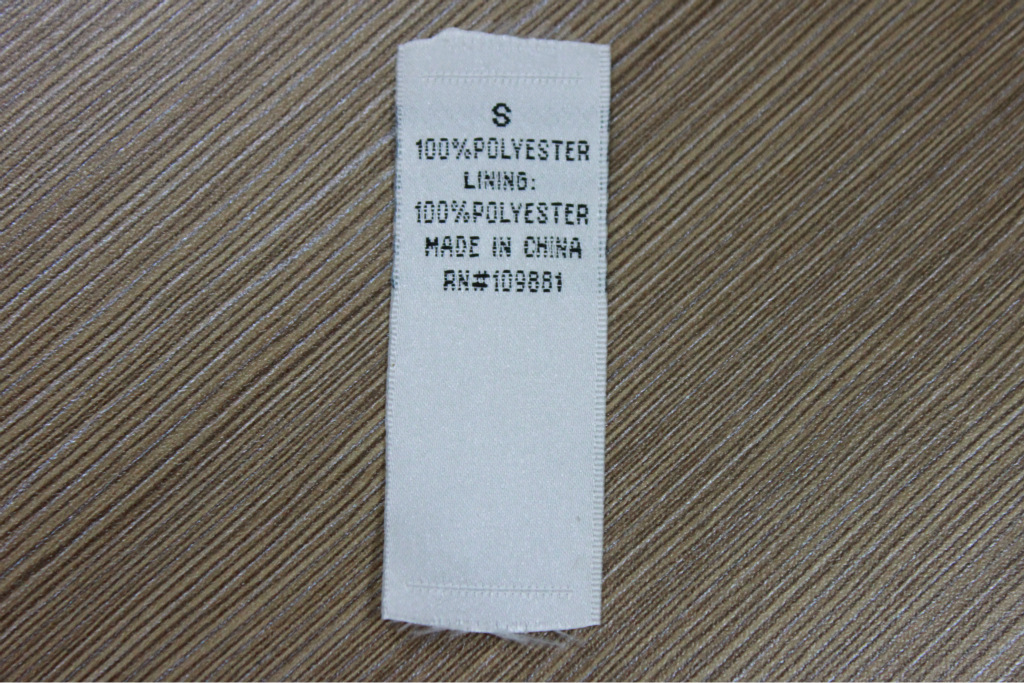 S
100%POLYESTER
LINING:
100%POLYESTER
MADE IN CHINA
RN#109881